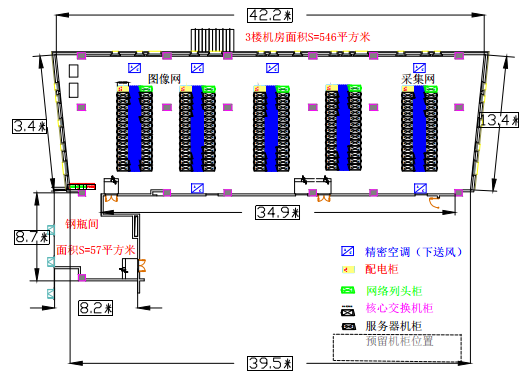 42.2米
3楼机房面积S=546平方米
图像网
采集网
3.4米
13.4米
钢瓶间
34.9米
8.7米
面积S=57平方米
精密空调（下送风）
配电柜
网络列头柜
核心交换机柜
8.2米
服务器机柜
预留机柜位置
39.5米